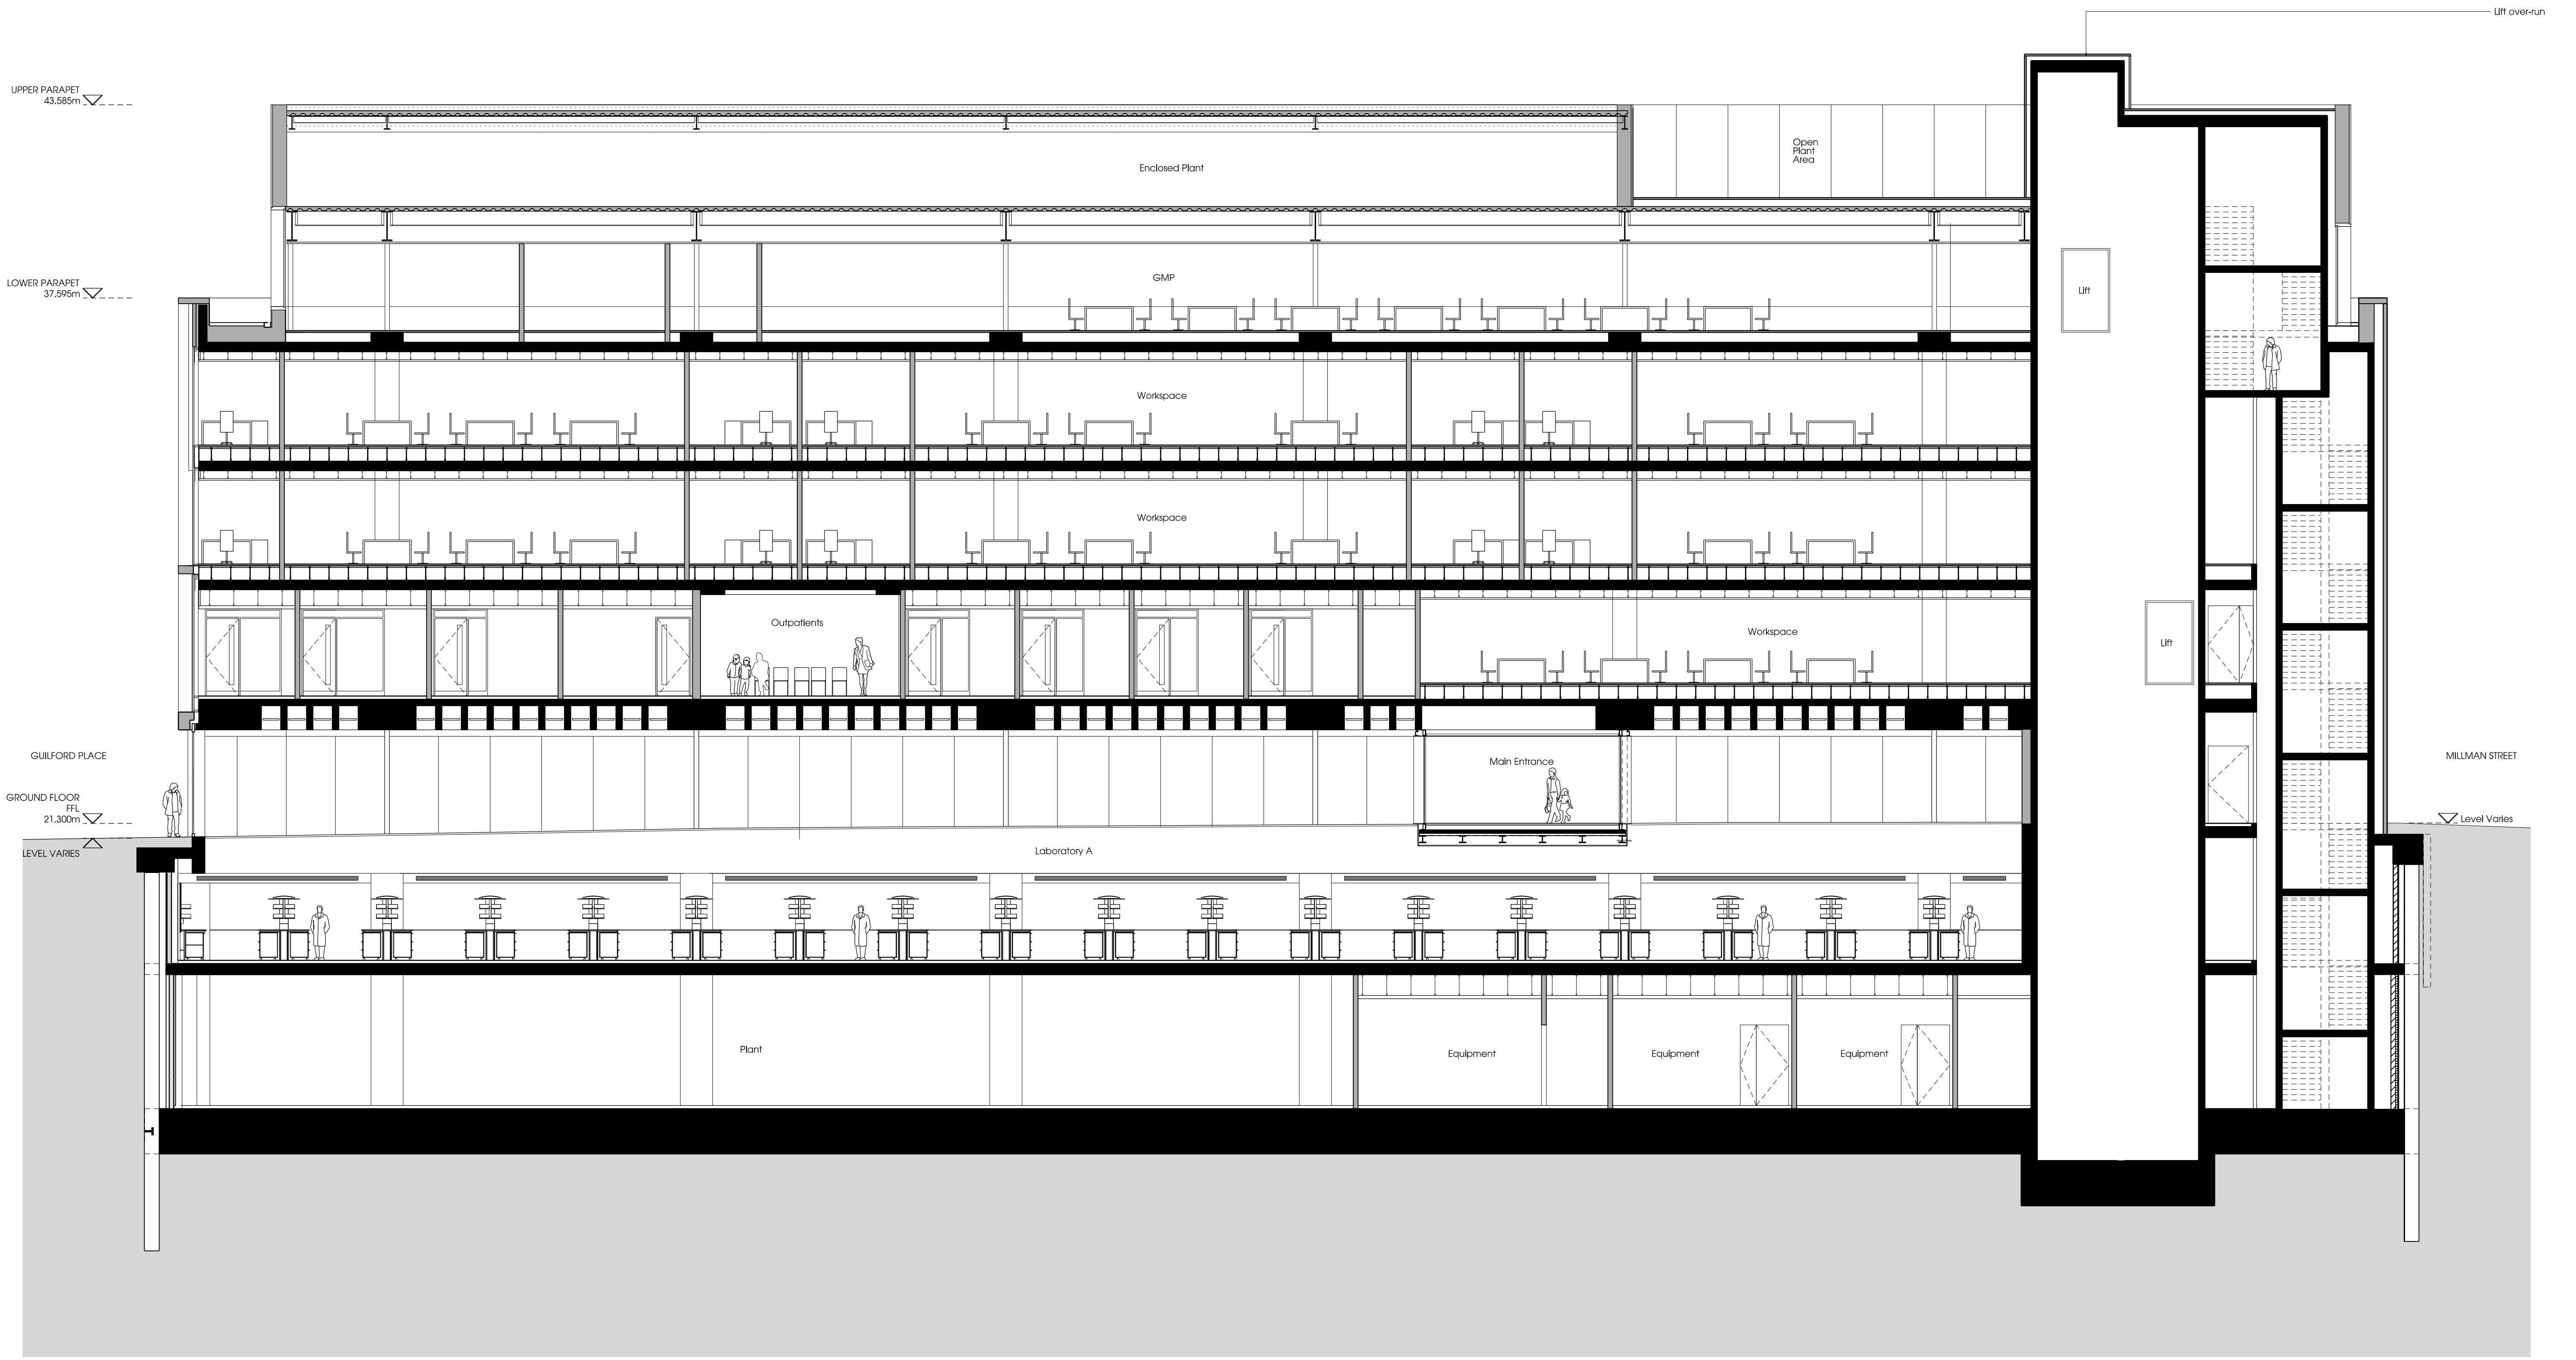 Lift over-run
UPPER PARAPET
43.585m
Open
Plant
Area
Enclosed Plant
GMP
LOWER PARAPET
37.595m
Lift
Workspace
Workspace
Outpatients
Workspace
Lift
GUILFORD PLACE
Main Entrance
MILLMAN STREET
GROUND FLOOR
FFL
21.300m
Level Varies
LEVEL VARIES
Laboratory A
Plant
Equipment
Equipment
Equipment